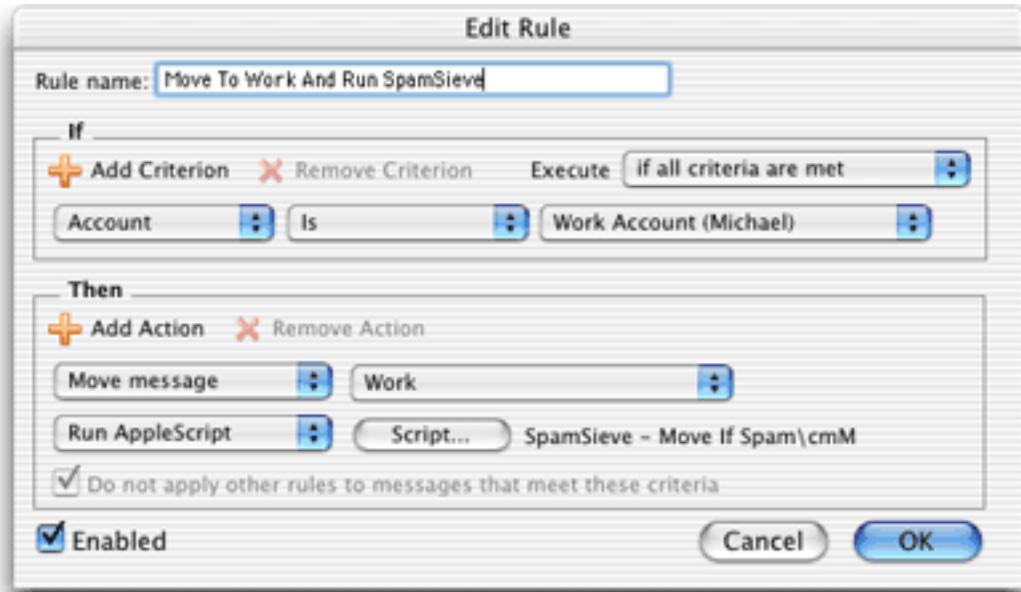 Edit Rule
Rule name: Move To Work And Run SpamSieve
If
Add Criterion Remove Criterion Execute if all criteria are met
Account Is Work Account (Michael)
Then
Add Action Remove Action
Move message Work
Run AppleScript Script... SpamSieve - Move If Spam\cmM
Do not apply other rules to messages that meet these criteria
Enabled Cancel OK